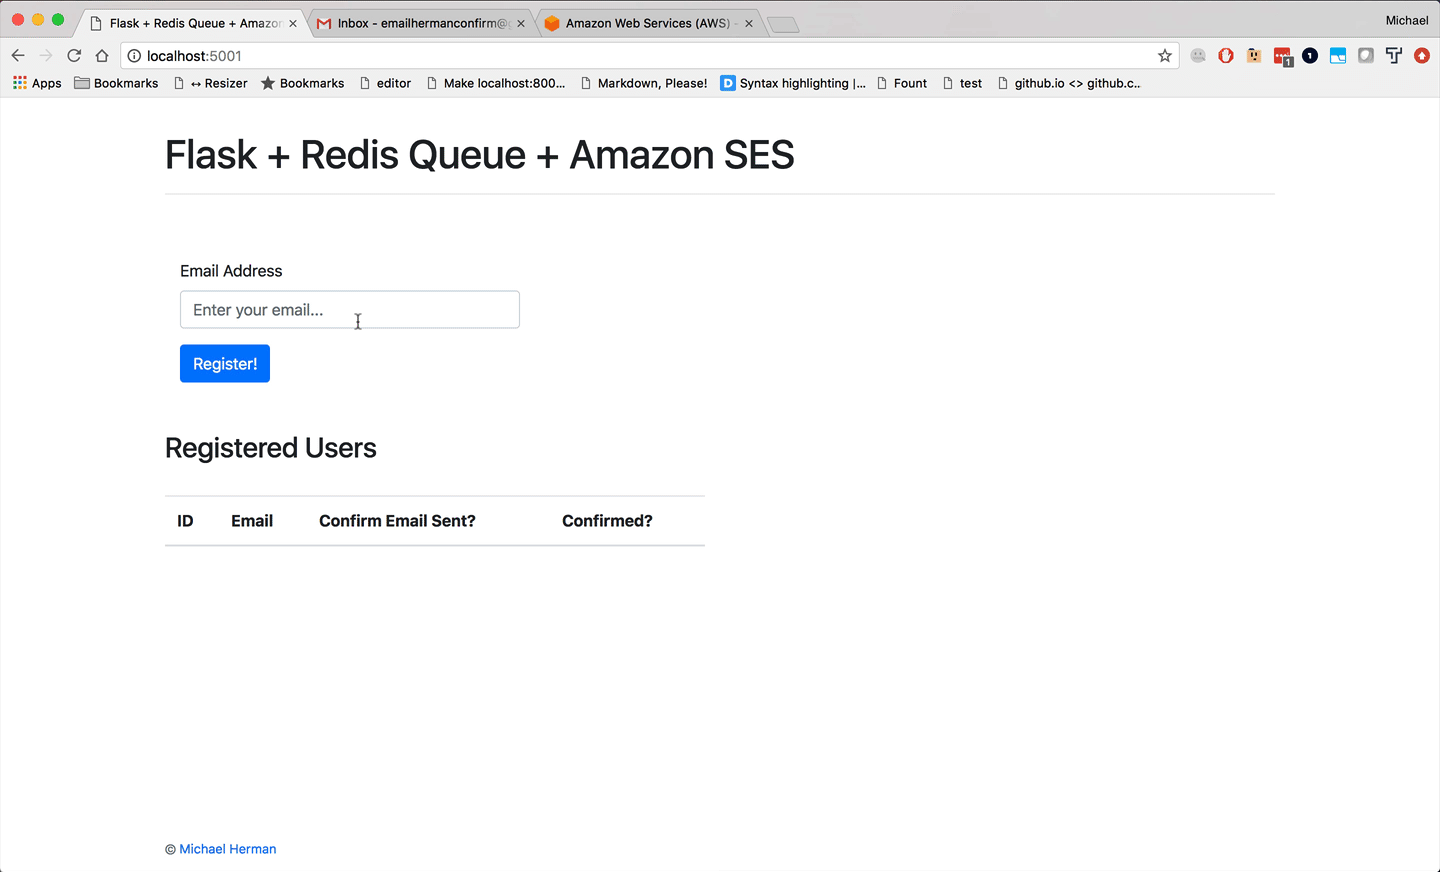 Flask + Redis Queue + Amazon
Inbox - emailhermanconfirm@g
Amazon Web Services (AWS) -
Michael
localhost:5001
1
1
Apps
Bookmarks
↔ Resizer
Bookmarks
editor
Make localhost:800...
Markdown, Please!
D
Syntax highlighting |...
Fount
test
github.io <> github.c...
Flask + Redis Queue + Amazon SES
Email Address
Enter your email...
Register!
Registered Users
ID Email Confirm Email Sent? Confirmed?
© Michael Herman